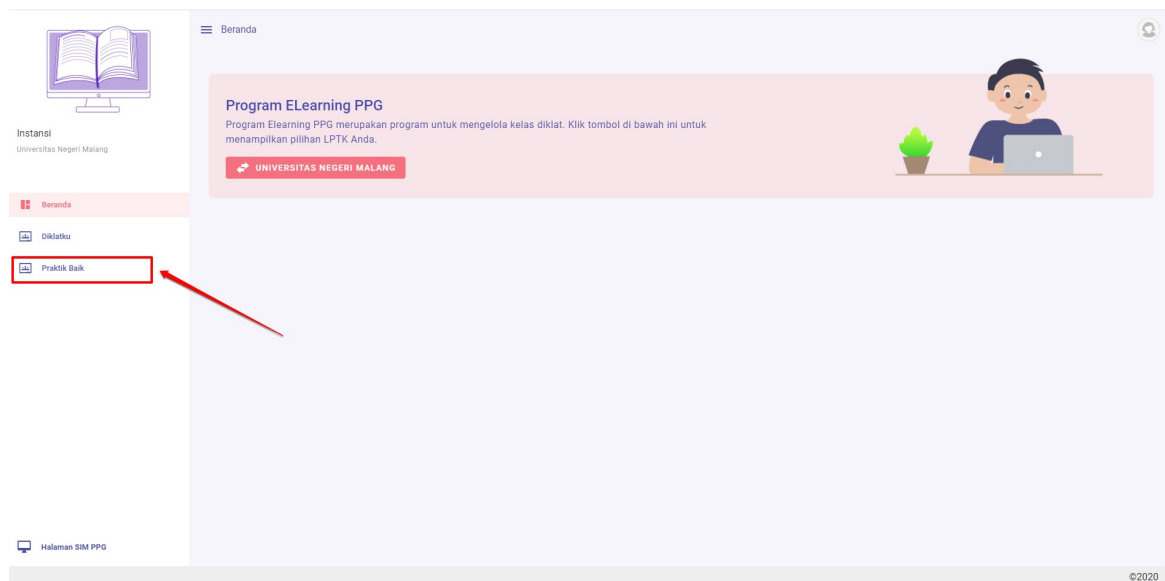 Beranda
Program ELearning PPG
Program Elearning PPG merupakan program untuk mengelola kelas diklat. Klik tombol di bawah ini untuk
menampilkan pilihan LPTK Anda.
UNIVERSITAS NEGERI MALANG
Instansi
Universitas Negeri Malang
Beranda
Diklatku
Praktik Baik
Halaman SIM PPG
©2020